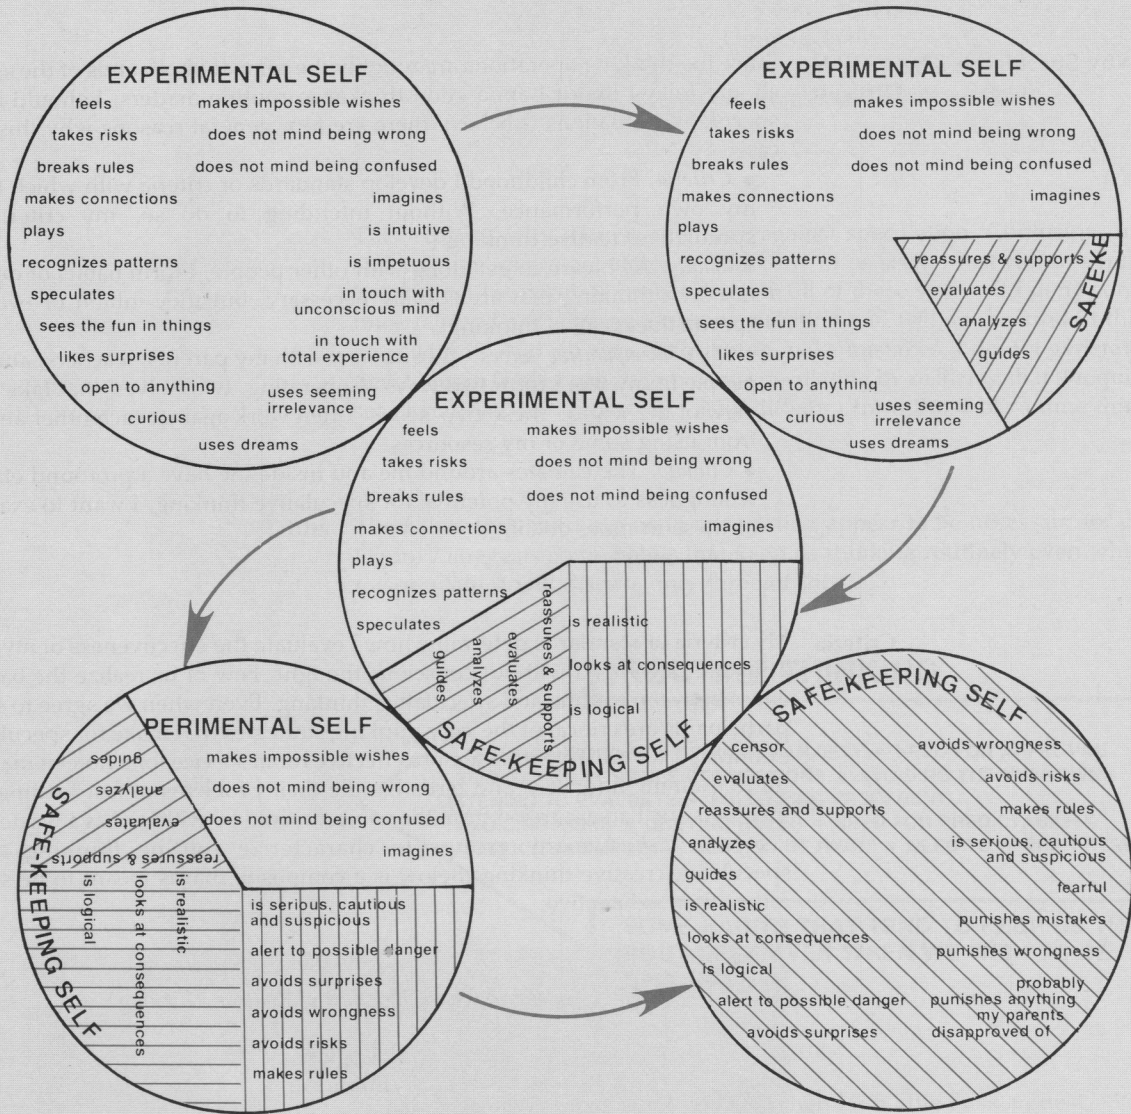 EXPERIMENTAL SELF
feels
makes impossible wishes
takes risks
does not mind being wrong
breaks rules
does not mind being confused
makes connections
imagines
plays
is intuitive
recognizes patterns
is impetuous
speculates
in touch with
unconscious mind
sees the fun in things
in touch with
total experience
likes surprises
open to anything
uses seeming
irrelevance
curious
uses dreams
EXPERIMENTAL SELF
feels
makes impossible wishes
takes risks
does not mind being wrong
breaks rules
does not mind being confused
makes connections
imagines
plays
recognizes patterns
speculates
sees the fun in things
likes surprises
open to anything
curious
uses seeming
irrelevance
uses dreams
SAFEKE
reassures & supports
evaluates
analyzes
guides
EXPERIMENTAL SELF
feels
makes impossible wishes
takes risks
does not mind being wrong
breaks rules
does not mind being confused
makes connections
imagines
plays
recognizes patterns
speculates
guides
analyzes
evaluates
reassures & supports
is realistic
looks at consequences
is logical
SAFE-KEEPING SELF
PERIMENTAL SELF
makes impossible wishes
does not mind being wrong
does not mind being confused
imagines
guides
analyzes
evaluates
reassures & supports
is realistic
looks at consequences
is logical
SAFE-KEEPING SELF
is serious. cautious
and suspicious
alert to possible danger
avoids surprises
avoids wrongness
avoids risks
makes rules
SAFE-KEEPING SELF
censor
avoids wrongness
evaluates
avoids risks
reassures and supports
makes rules
analyzes
is serious. cautious
and suspicious
guides
fearful
is realistic
punishes mistakes
looks at consequences
punishes wrongness
is logical
probably
punishes anything
my parents
disapproved of
alert to possible danger
avoids surprises